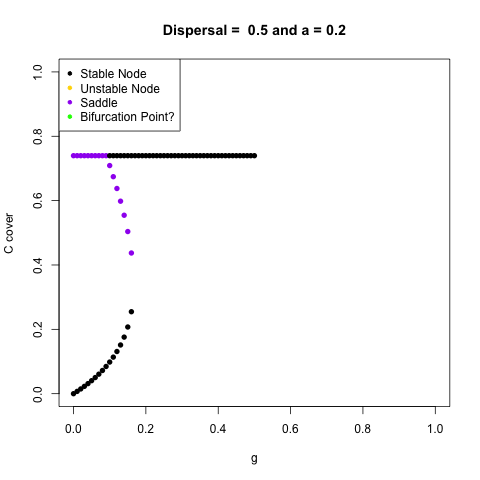 Dispersal =  0.5 and a = 0.2
Stable Node
Unstable Node
Saddle
Bifurcation Point?
C cover
1.0
0.8
0.6
0.4
0.2
0.0
0.0 0.2 0.4 0.6 0.8 1.0
g